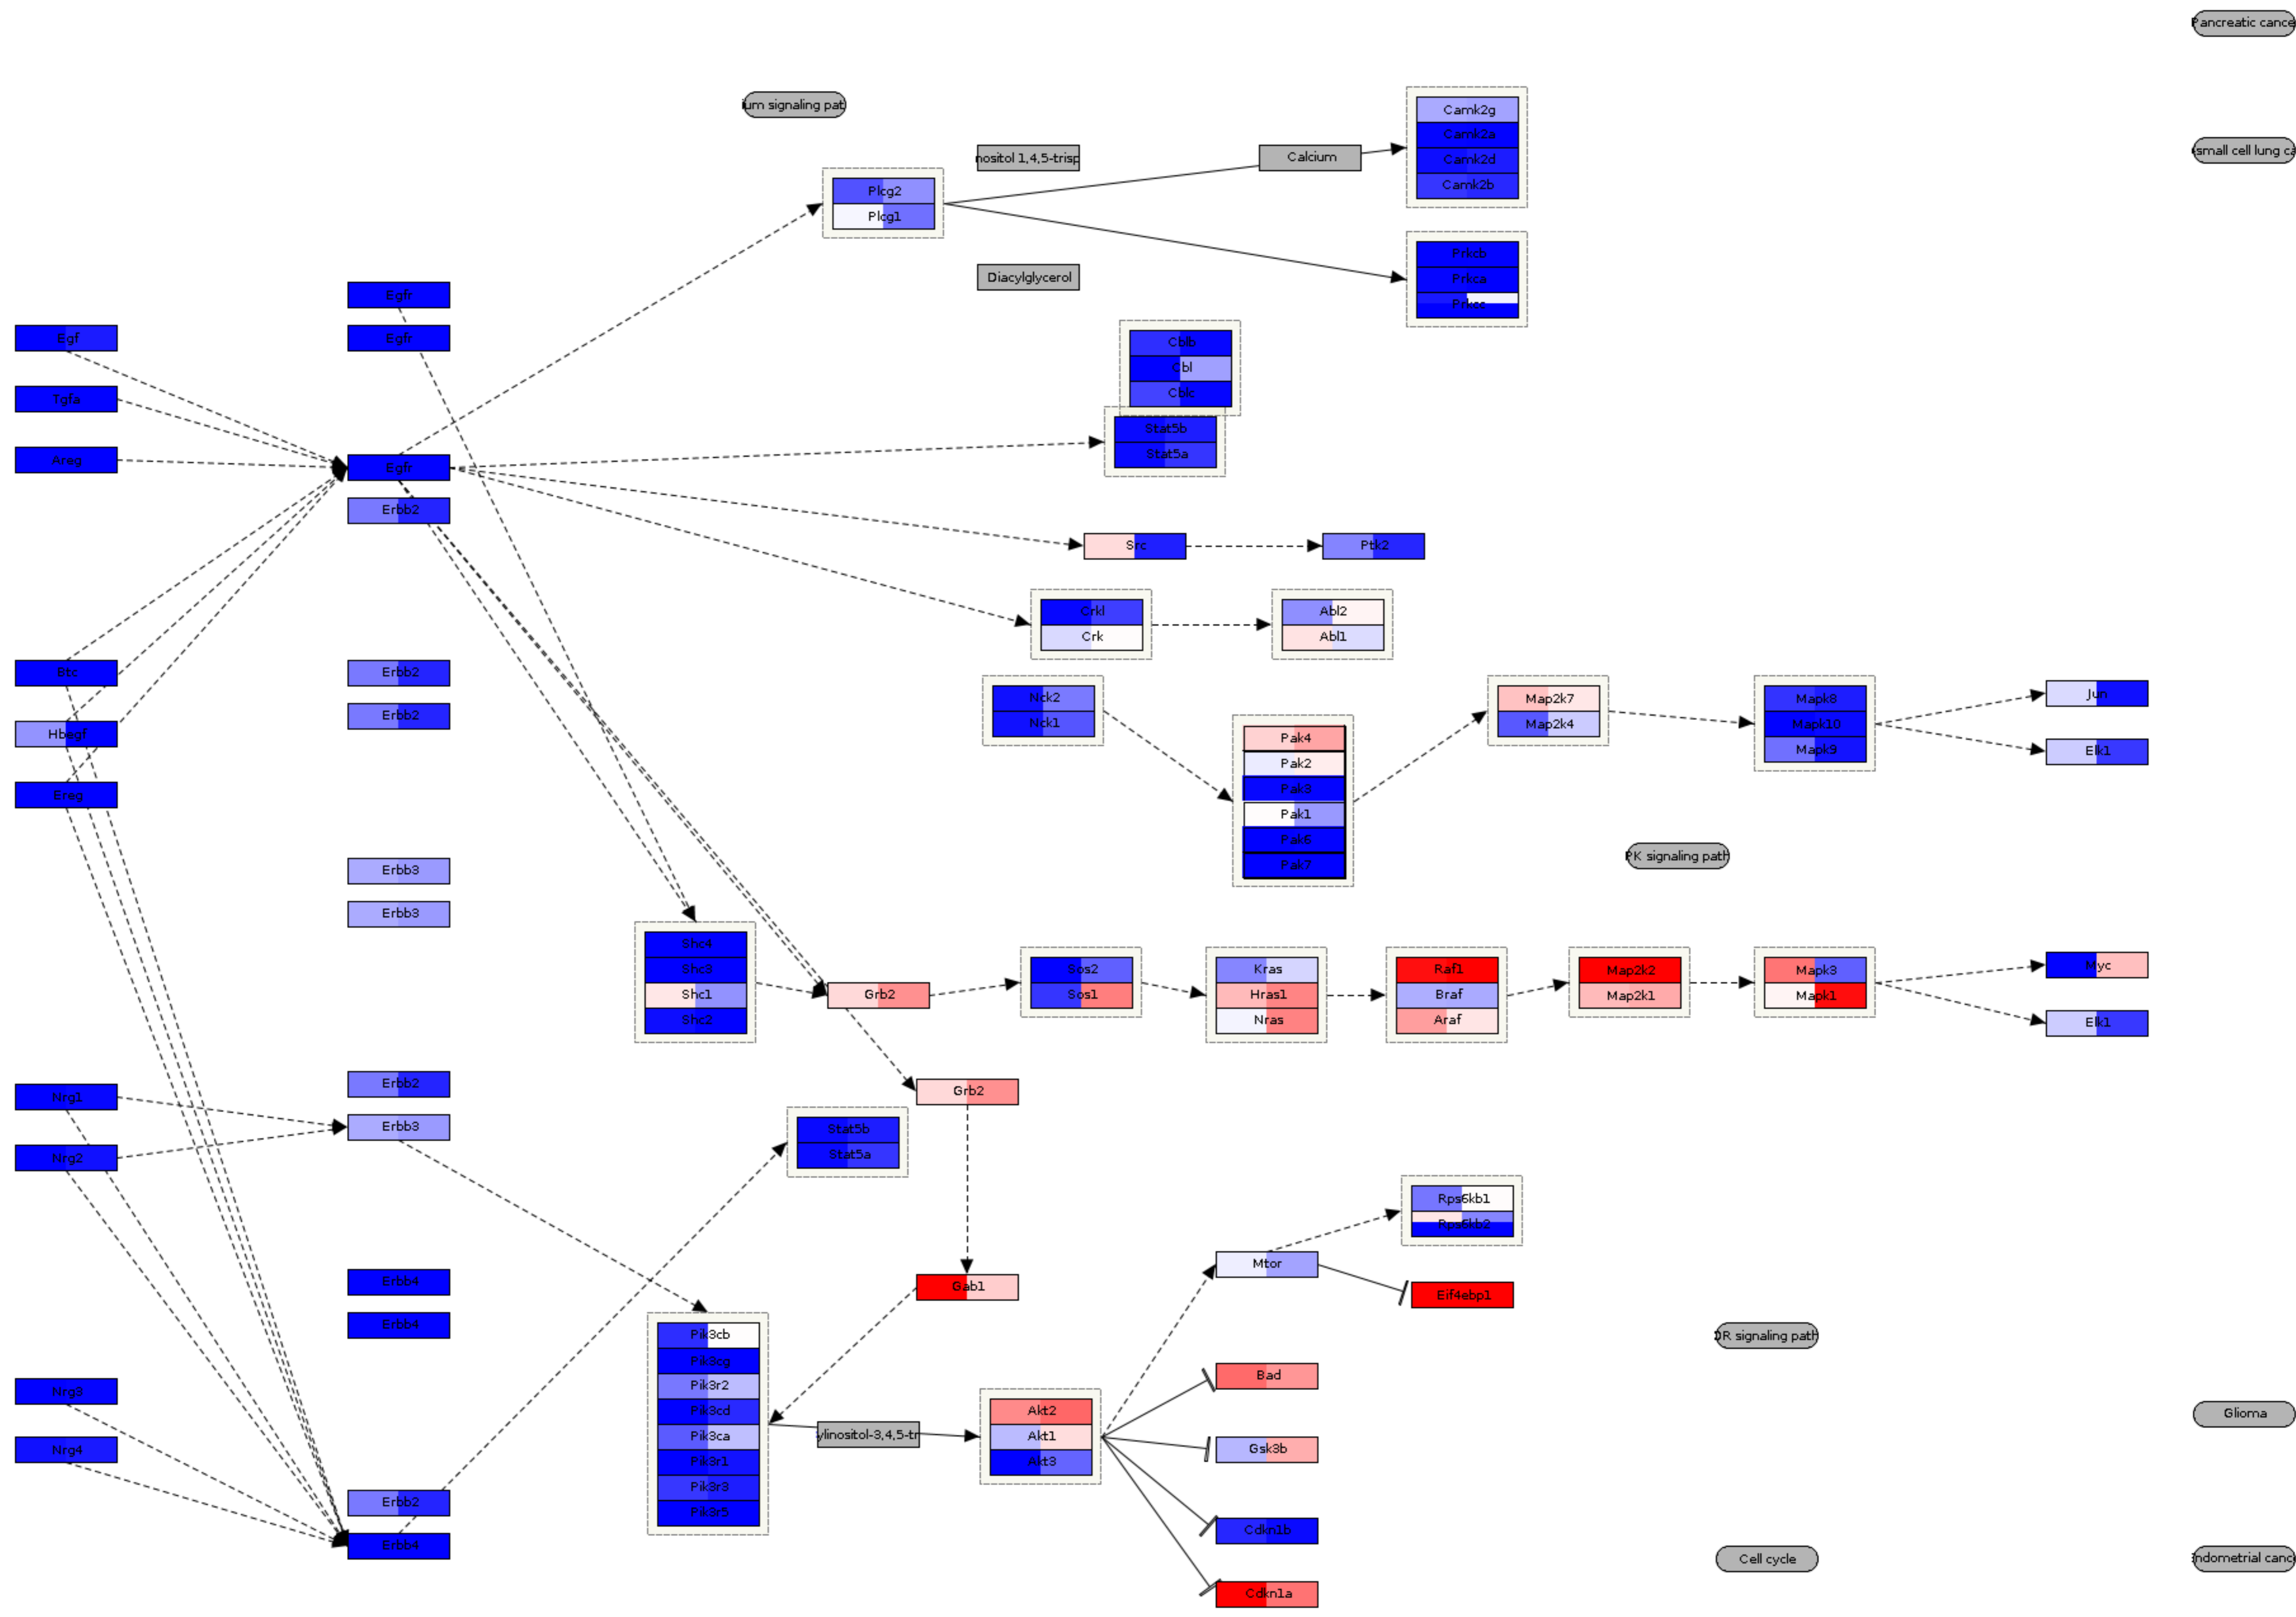 Pancreatic cance
ium signaling pat
Camk2g
Camk2a
Camk2d
Camk2b
small cell lung ca
nositol 1,4,5-trisp
Calcium
Plcg2
Plcg1
Prkcb
Prkca
Prkcc
Diacylglycerol
Egfr
Egf
Egfr
Cblb
Cbl
Cblc
Tgfa
Stat5b
Stat5a
Areg
Egfr
Erbb2
Src
Ptk2
Crkl
Crk
Abl2
Abl1
Btc
Erbb2
Nck2
Nck1
Map2k7
Map2k4
Mapk8
Mapk10
Mapk9
Jun
Hbegf
Erbb2
Pak4
Pak2
Pak3
Pak1
Pak6
Pak7
Elk1
Ereg
PK signaling path
Erbb3
Erbb3
Shc4
Shc3
Shc1
Shc2
Grb2
Sos2
Sos1
Kras
Hras1
Nras
Raf1
Braf
Araf
Map2k2
Map2k1
Mapk3
Mapk1
Myc
Elk1
Nrg1
Erbb2
Grb2
Erbb3
Stat5b
Stat5a
Nrg2
Rps6kb1
Rps6kb2
Mtor
Erbb4
Gab1
Eif4ebp1
Erbb4
Pik3cb
Pik3cg
Pik3r2
Pik3cd
Pik3ca
Pik3r1
Pik3r3
Pik3r5
OR signaling path
Bad
Nrg3
Akt2
Akt1
Akt3
Glioma
ylinositol-3,4,5-tr
Nrg4
Gsk3b
Erbb2
Cdkn1b
Erbb4
Cell cycle
Endometrial cance
Cdkn1a